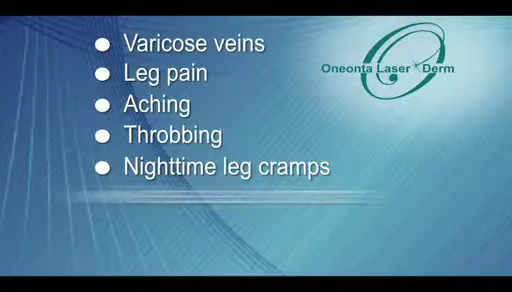 Varicose veins
Leg pain
Aching
Throbbing
Nighttime leg cramps
Oneonta Laser Derm